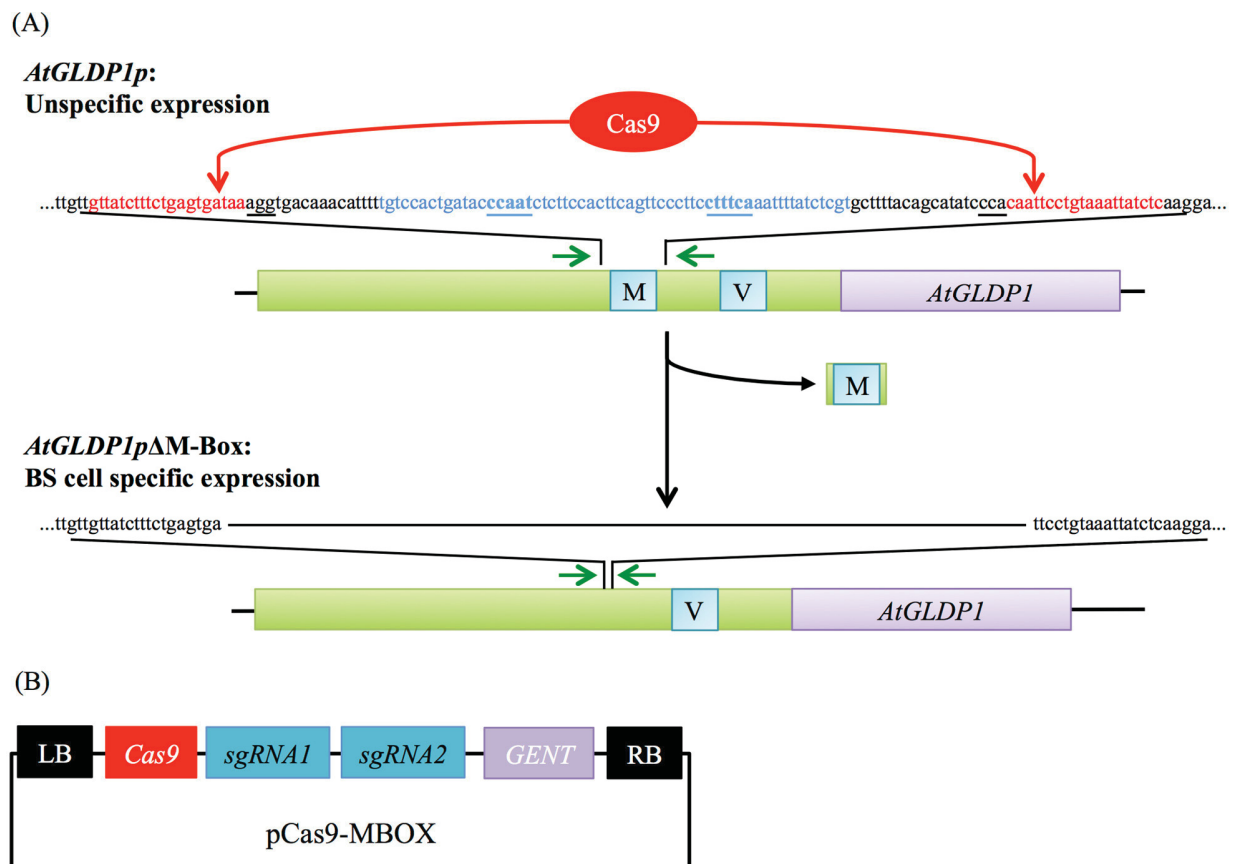 (A)
AtGLDP1p:
Unspecific expression
Cas9
...ttgttgttatctttctgagtgataaaggtgacaaacatttttgtccactgatacccaatctcttccacttcagttcccttcctttcaaattttatctcgtgcttttacagcatatcccacaattcctgtaaattatctcaagga...
M V AtGLDP1
M
AtGLDP1pΔM-Box:
BS cell specific expression
...ttgttgttatctttctgagtga ttcctgtaaattatctcaagga...
V AtGLDP1
(B)
LB Cas9 sgRNA1 sgRNA2 GENT RB
pCas9-MBOX